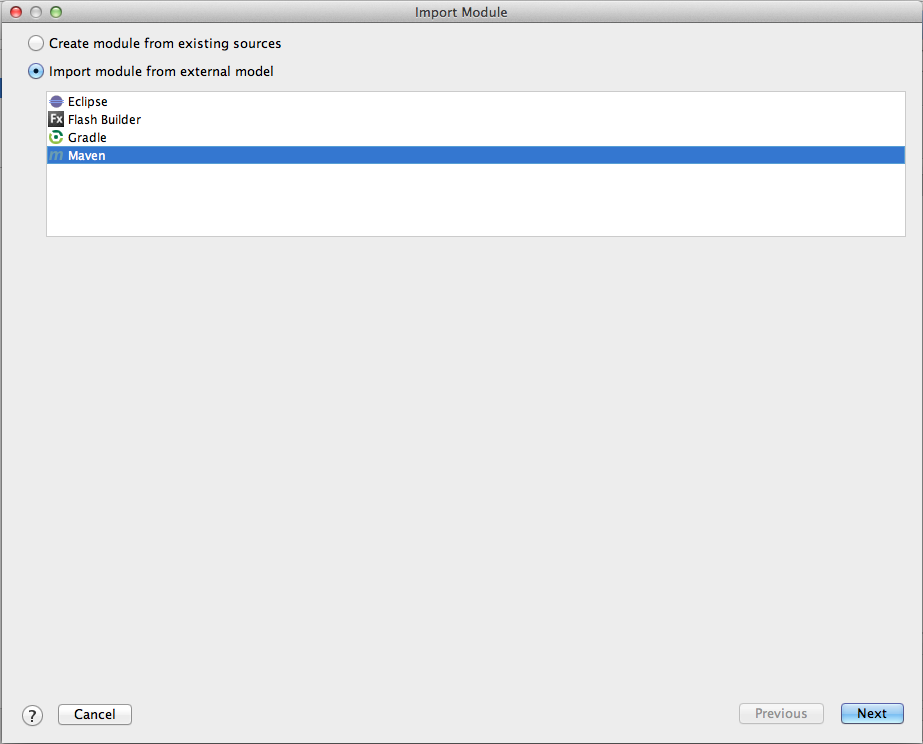 Import Module
Create module from existing sources
Import module from external model
Eclipse
Fx Flash Builder
Gradle
m Maven
? Cancel Previous Next